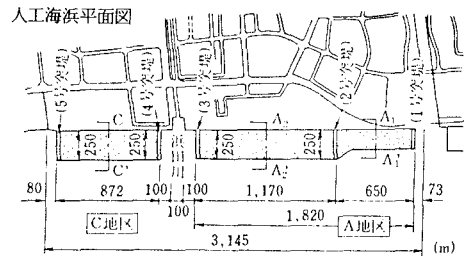 人工海浜平面図
(5号突堤)
(4号突堤)
(3号突堤)
(2号突堤)
(1号突堤)
C
A₂
A₁
250
250
250
250
C'
A₂'
A₁'
80
872
100
100
100
1,170
650
73
C地区
1,820
A地区
3,145
(m)